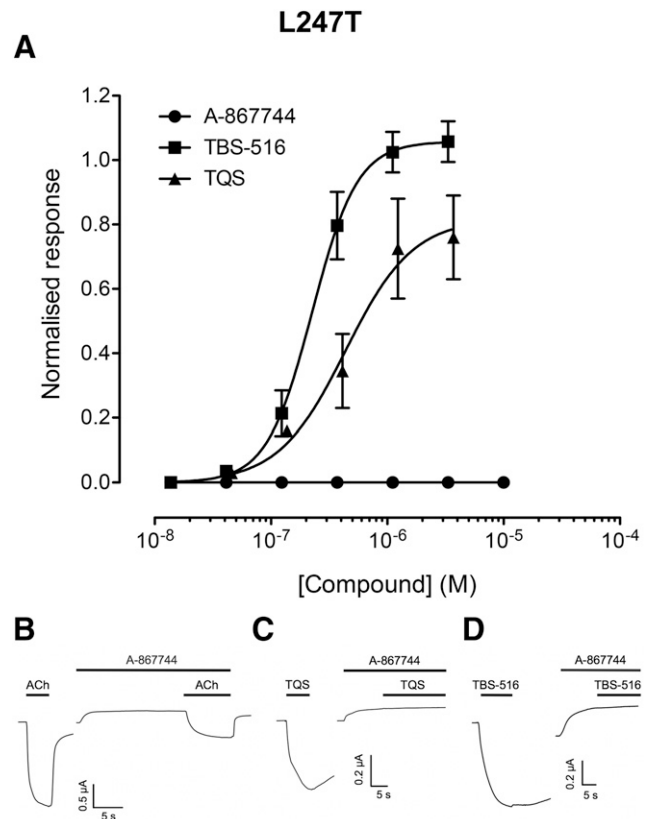 L247T
A
Normalised response
1.2
1.0
0.8
0.6
0.4
0.2
0.0
A-867744
TBS-516
TQS
10-8 10-7 10-6 10-5 10-4
[Compound] (M)
B
A-867744
ACh ACh
0.5 µA
5 s
C
A-867744
TQS TQS
0.2 µA
5 s
D
A-867744
TBS-516 TBS-516
0.2 µA
5 s